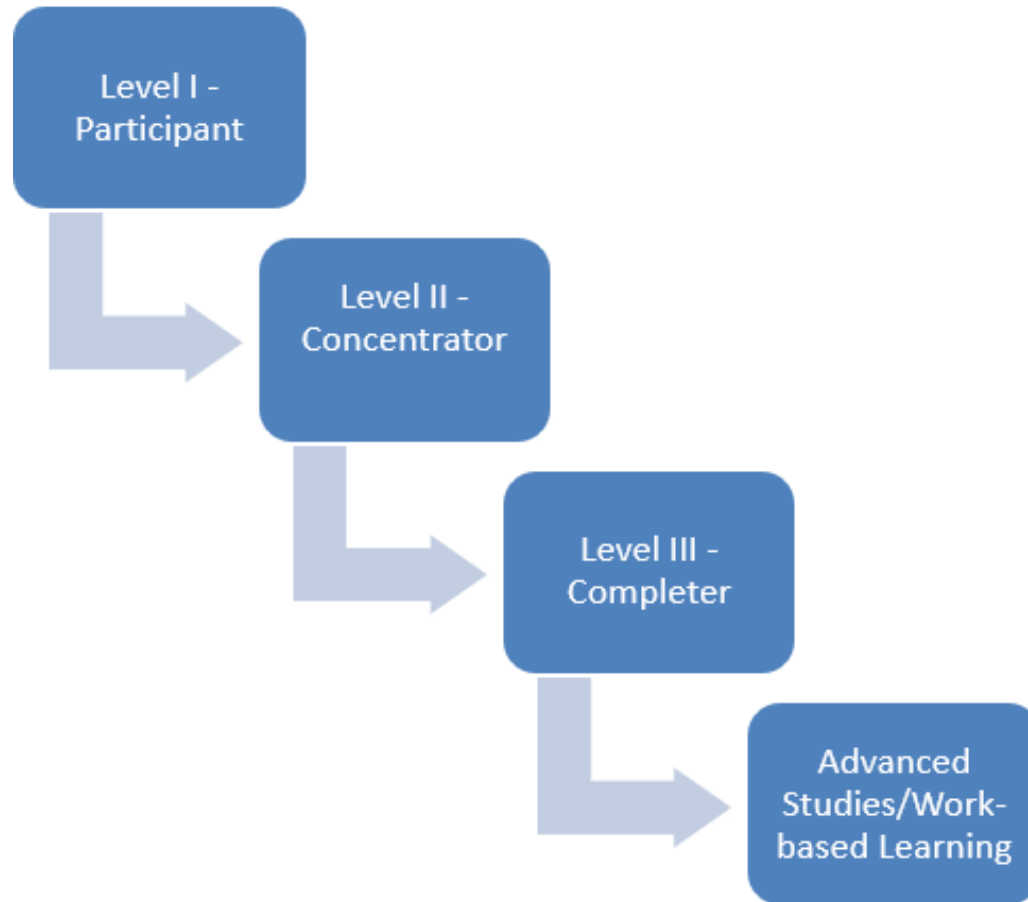 Level I -
Participant
Level II -
Concentrator
Level III -
Completer
Advanced
Studies/Work-
based Learning